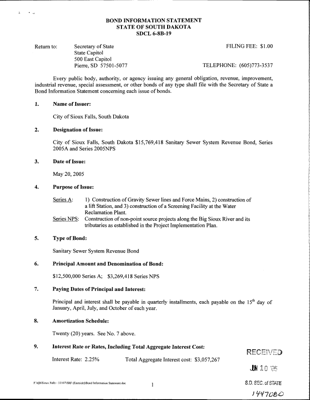 BOND INFORMATION STATEMENT
STATE OF SOUTH DAKOTA
SDCL 6-8B-19
Return to: Secretary of State FILING FEE: $1.00
State Capitol
500 East Capitol
Pierre, SD 57501-5077 TELEPHONE: (605)773-3537
Every public body, authority, or agency issuing any general obligation, revenue, improvement,
industrial revenue, special assessment, or other bonds of any type shall file with the Secretary of State a
Bond Information Statement concerning each issue of bonds.
1. Name of Issuer:
City of Sioux Falls, South Dakota
2. Designation of Issue:
City of Sioux Falls, South Dakota $15,769,418 Sanitary Sewer System Revenue Bond, Series
2005A and Series 2005NPS
3. Date of Issue:
May 20, 2005
4. Purpose of Issue:
Series A: 1) Construction of Gravity Sewer lines and Force Mains, 2) construction of
a lift Station, and 3) construction of a Screening Facility at the Water
Reclamation Plant.
Series NPS: Construction of non-point source projects along the Big Sioux River and its
tributaries as established in the Project Implementation Plan.
5. Type of Bond:
Sanitary Sewer System Revenue Bond
6. Principal Amount and Denomination of Bond:
$12,500,000 Series A; $3,269,418 Series NPS
7. Paying Dates of Principal and Interest:
Principal and interest shall be payable in quarterly installments, each payable on the 15th day of
January, April, July, and October of each year.
8. Amortization Schedule:
Twenty (20) years. See No. 7 above.
9. Interest Rate or Rates, Including Total Aggregate Interest Cost:
Interest Rate: 2.25% Total Aggregate Interest cost: $3,057,267
RECEIVED
S.D. SEC. of STATE
1
1447080